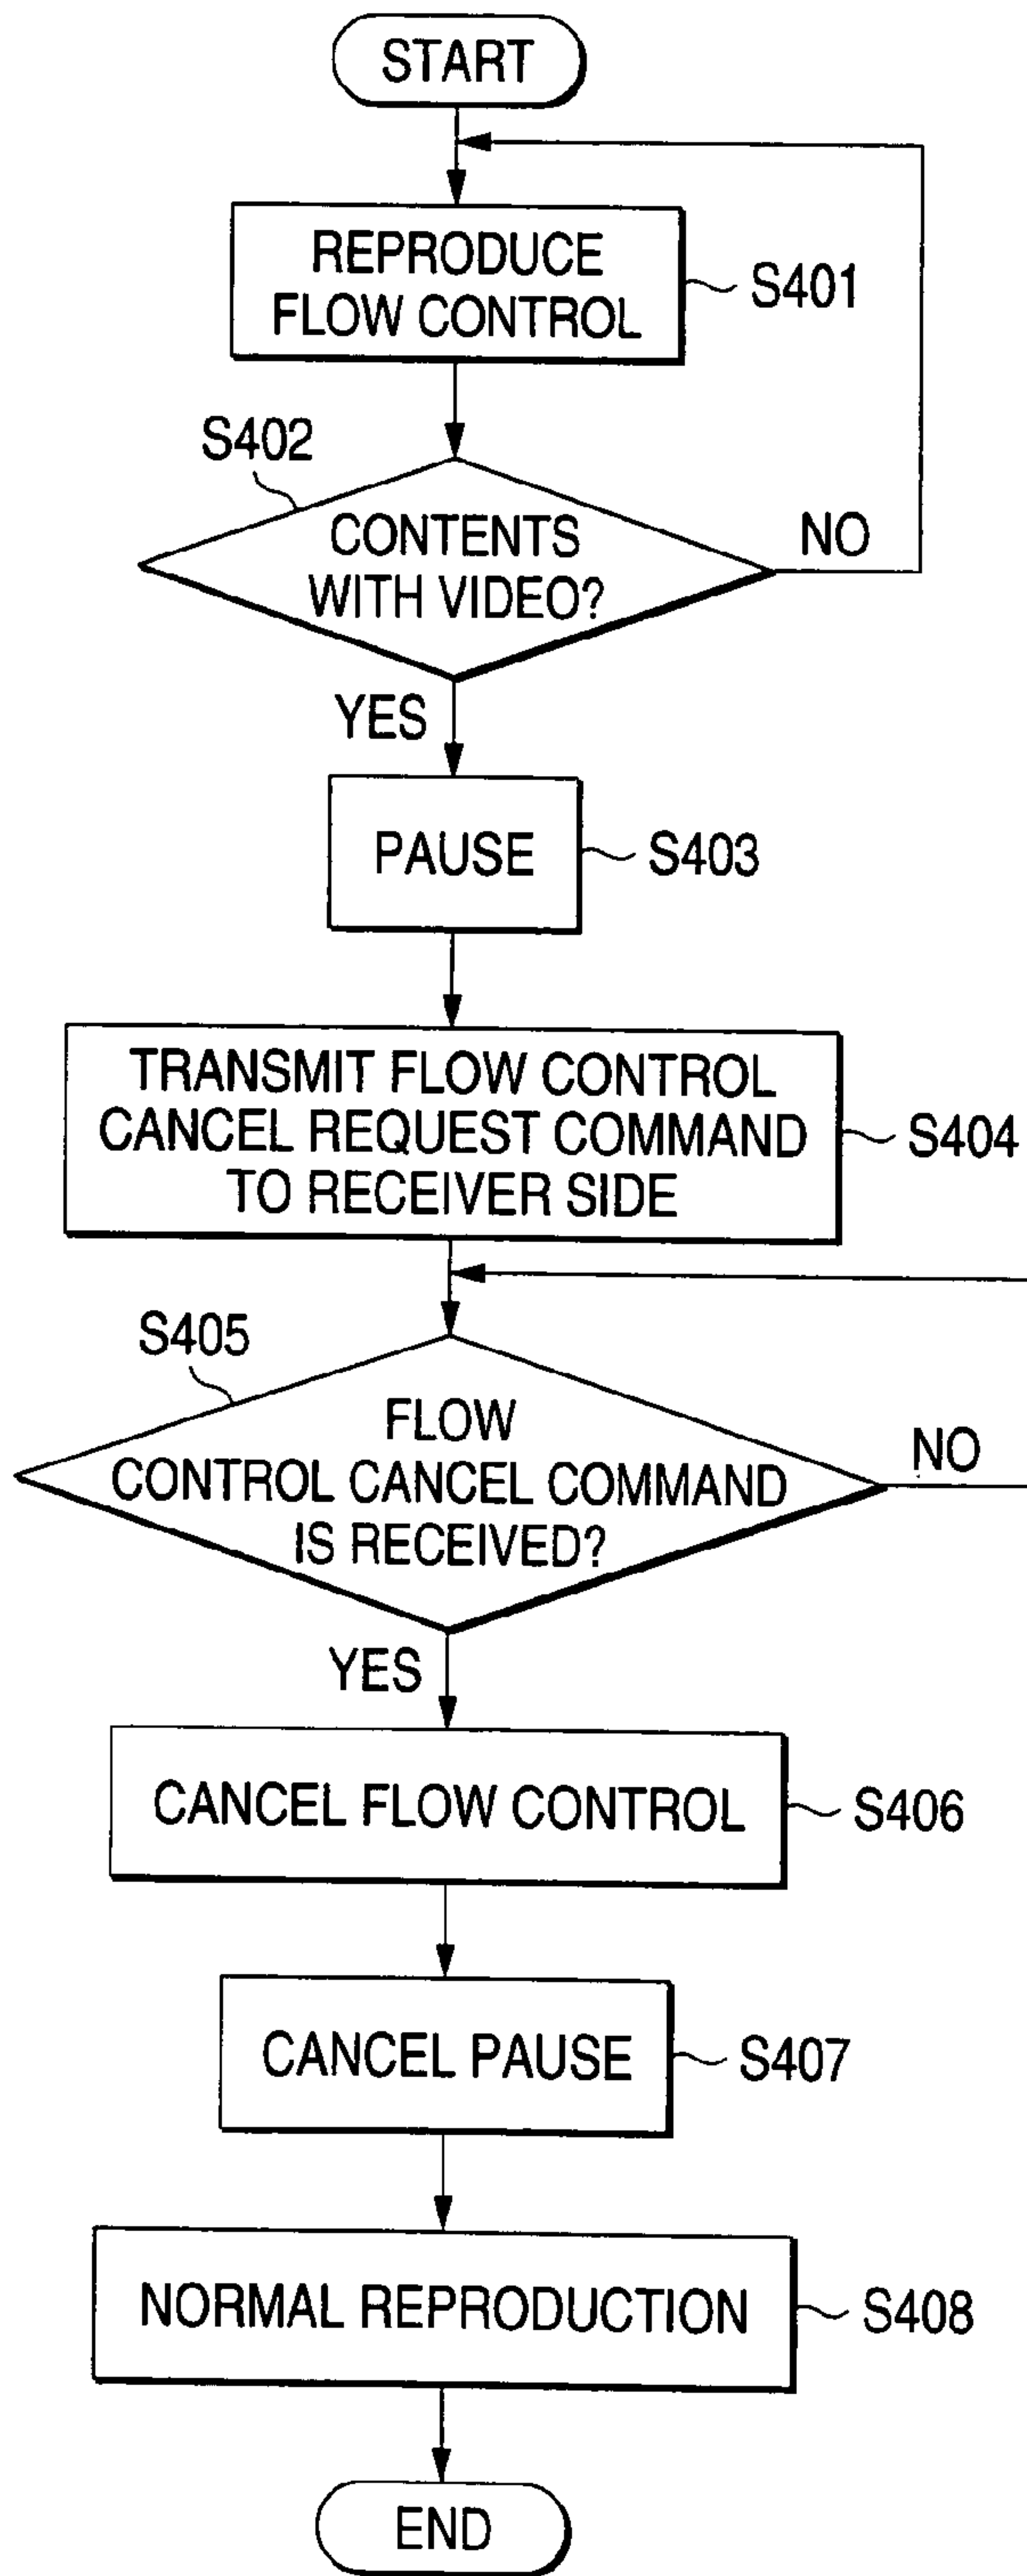 START
REPRODUCE
FLOW CONTROL
S401
S402
CONTENTS
WITH VIDEO?
NO
YES
PAUSE
S403
TRANSMIT FLOW CONTROL
CANCEL REQUEST COMMAND
TO RECEIVER SIDE
S404
S405
FLOW
CONTROL CANCEL COMMAND
IS RECEIVED?
NO
YES
CANCEL FLOW CONTROL
S406
CANCEL PAUSE
S407
NORMAL REPRODUCTION
S408
END